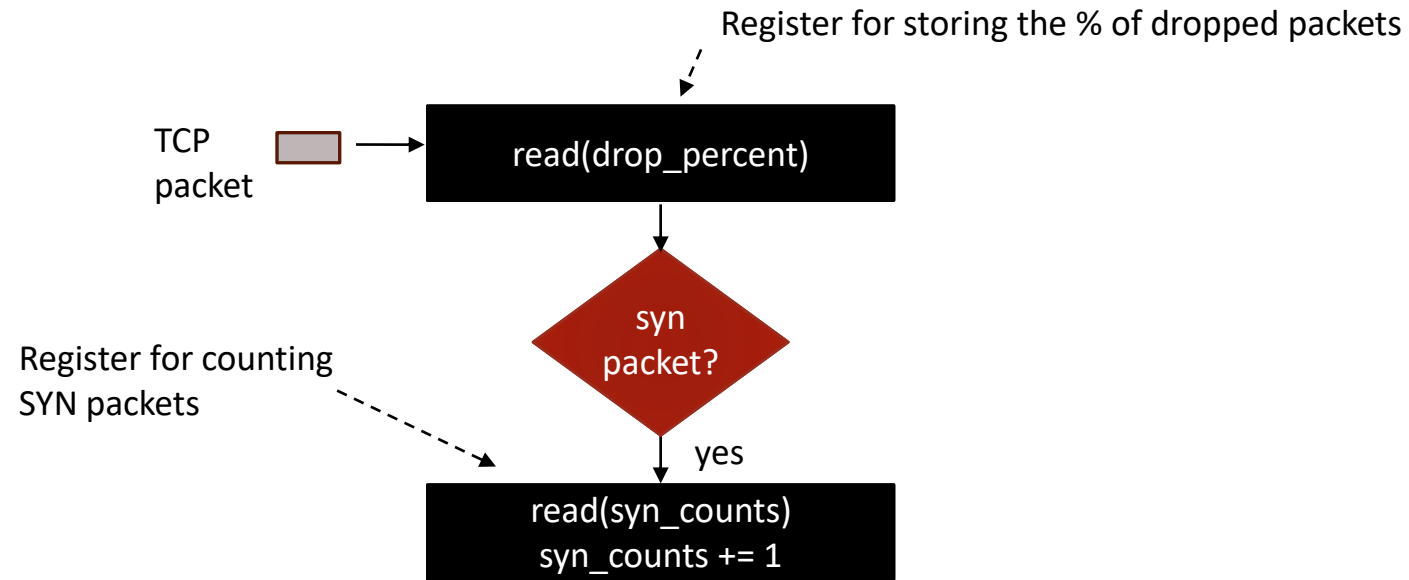 Register for storing the % of dropped packets
TCP
packet
read(drop_percent)
syn
packet?
Register for counting
SYN packets
yes
read(syn_counts)
syn_counts += 1